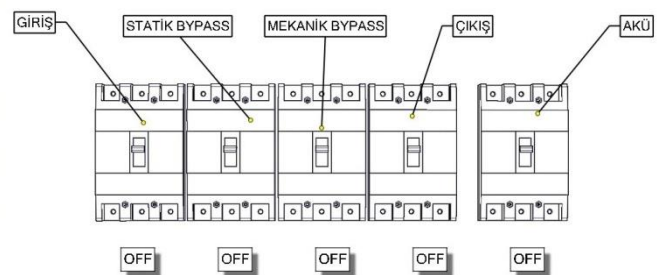 GİRİŞ
STATİK BYPASS
MEKANİK BYPASS
ÇIKIŞ
AKÜ
OFF
OFF
OFF
OFF
OFF